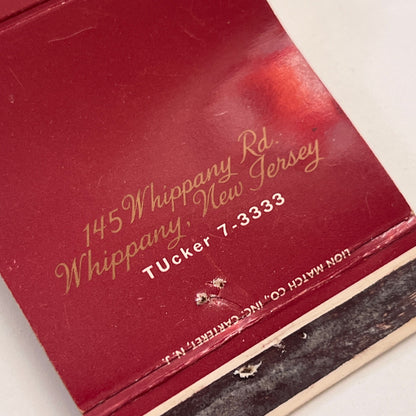 145 Whippany Rd.
Whippany, New Jersey
TUcker 7-3333
LION MATCH CO., INC. CARTERET, N. J.